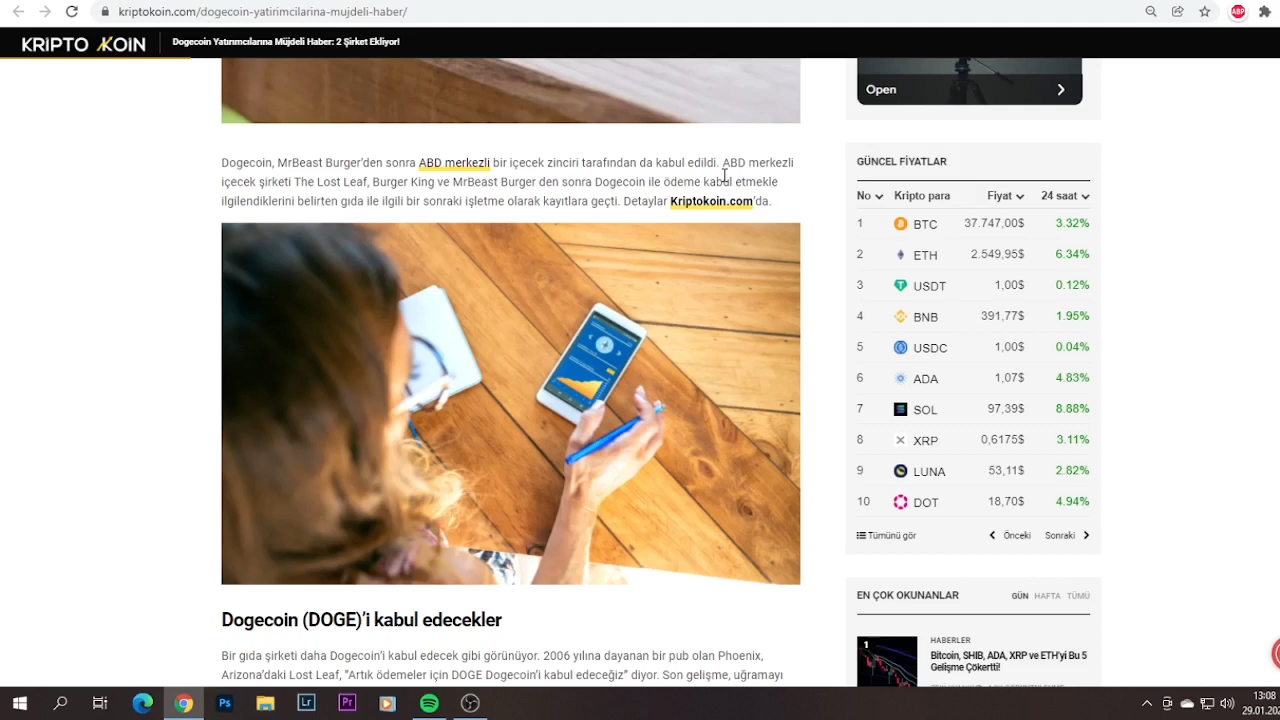 kriptokoin.com/dogecoin-yatirimcilarina-mujdeli-haber/
ABP
KRIPTO KOIN
Dogecoin Yatırımcılarına Müjdeli Haber: 2 Şirket Ekliyor!
Dogecoin, MrBeast Burger'den sonra ABD merkezli bir içecek zinciri tarafından da kabul edildi. ABD merkezli
içecek şirketi The Lost Leaf, Burger King ve MrBeast Burger den sonra Dogecoin ile ödeme kabul etmekle
ilgilendiklerini belirten gıda ile ilgili bir sonraki işletme olarak kayıtlara geçti. Detaylar Kriptokoin.com'da.
Dogecoin (DOGE)'i kabul edecekler
Bir gıda şirketi daha Dogecoin'i kabul edecek gibi görünüyor. 2006 yılına dayanan bir pub olan Phoenix,
Arizona'daki Lost Leaf, "Artık ödemeler için DOGE Dogecoin'i kabul edeceğiz" diyor. Son gelişme, uğramayı
Open
GÜNCEL FİYATLAR
No Kripto para Fiyat 24 saat
1 BTC 37.747,00$ 3.32%
2 ETH 2.549,95$ 6.34%
3 USDT 1,00$ 0.12%
4 BNB 391,77$ 1.95%
5 USDC 1,00$ 0.04%
6 ADA 1,07$ 4.83%
7 SOL 97,39$ 8.88%
8 XRP 0,6175$ 3.11%
9 LUNA 53,11$ 2.82%
10 DOT 18,70$ 4.94%
Tümünü gör Önceki Sonraki
EN ÇOK OKUNANLAR GÜN HAFTA TÜMÜ
1
HABERLER
Bitcoin, SHIB, ADA, XRP ve ETH'yi Bu 5
Gelişme Çökertti!
Ps Lr Pr
13:08
29.01.202